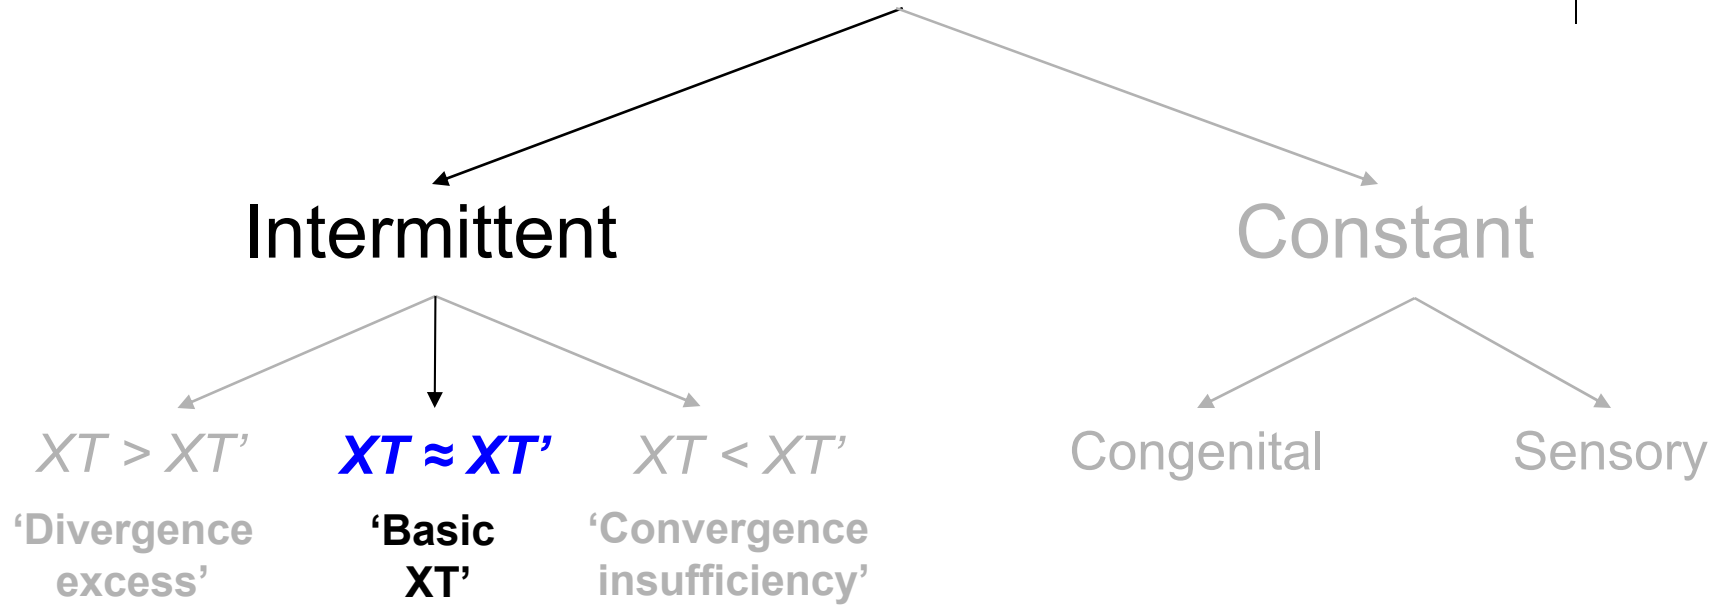 Intermittent
Constant
XT > XT’
XT ≈ XT’
XT < XT’
Congenital
Sensory
‘Divergence
excess’
‘Basic
XT’
‘Convergence
insufficiency’